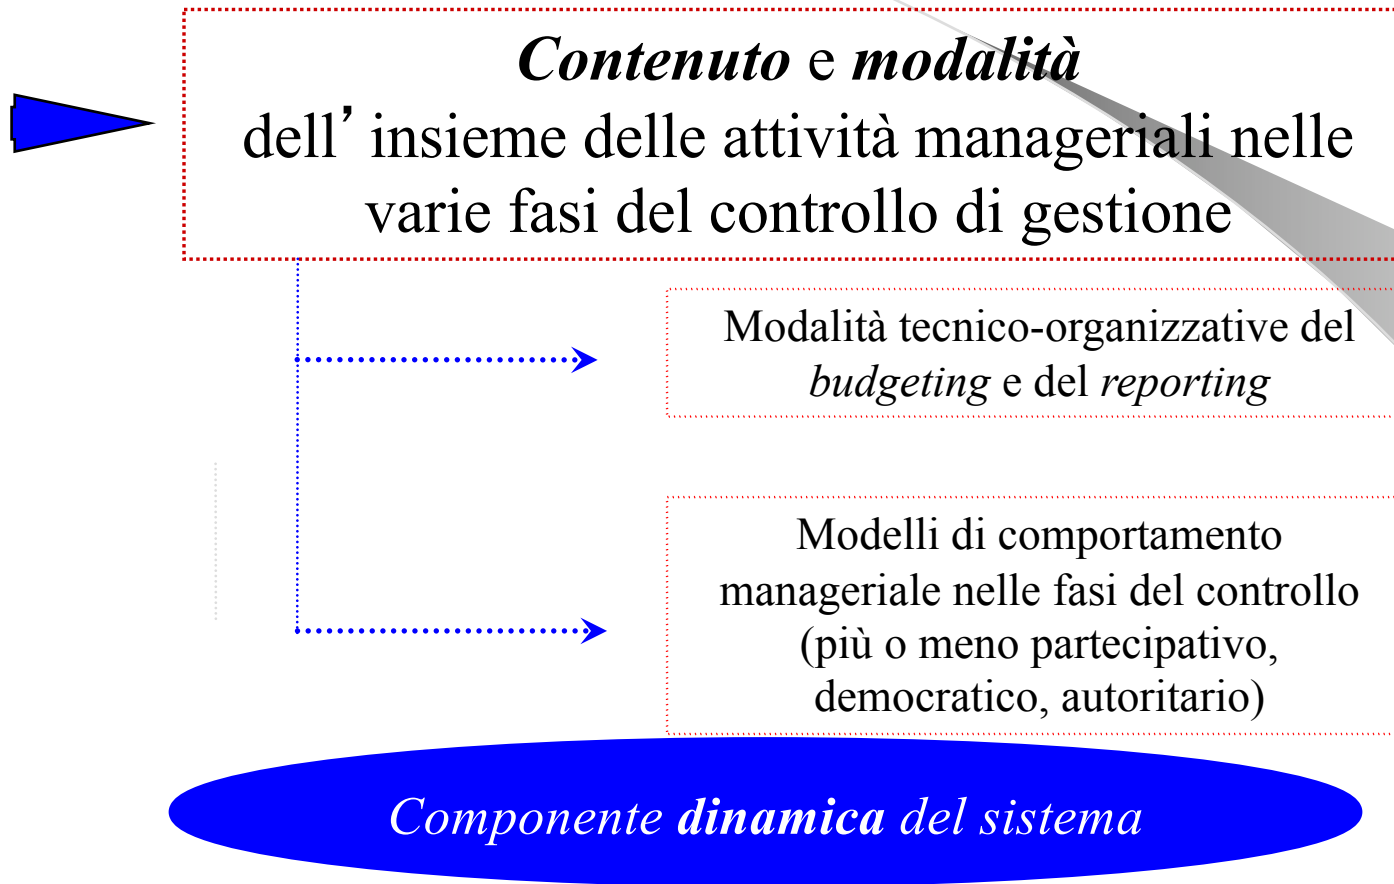 Contenuto e modalità
dell’ insieme delle attività manageriali nelle
varie fasi del controllo di gestione
Modalità tecnico-organizzative del
budgeting e del reporting
Modelli di comportamento
manageriale nelle fasi del controllo
(più o meno partecipativo,
democratico, autoritario)
Componente dinamica del sistema